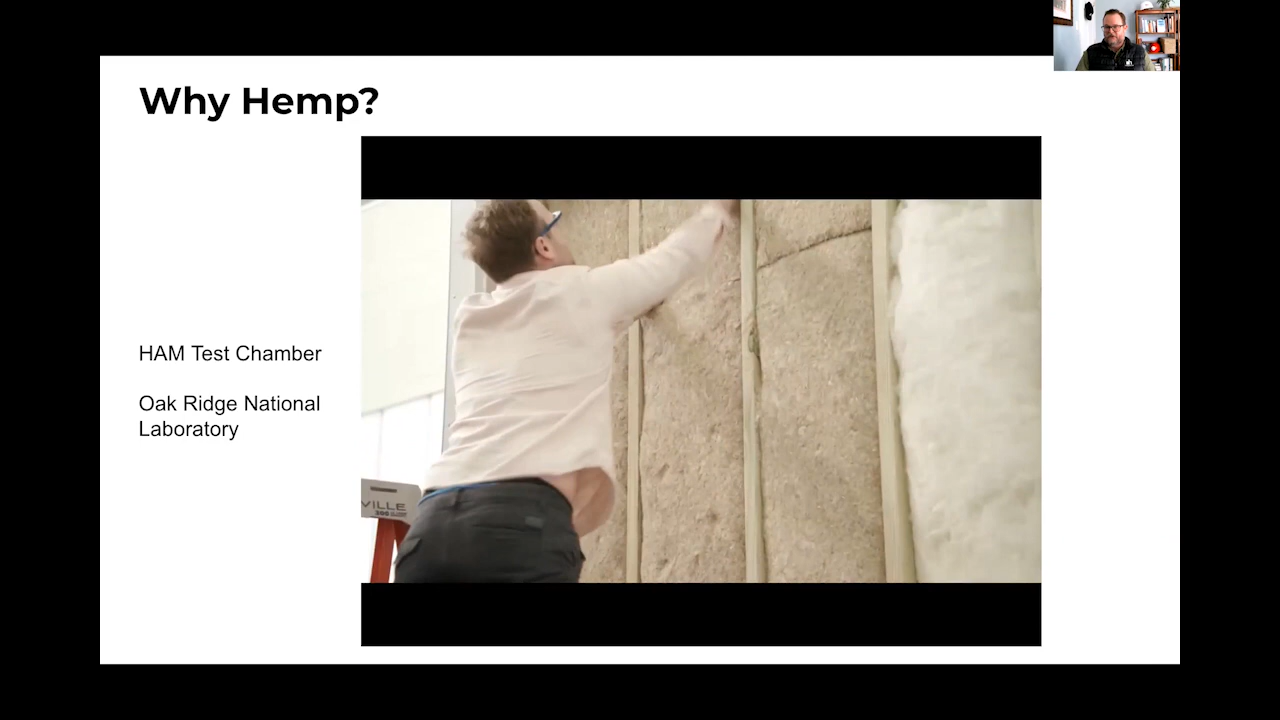 Why Hemp?
HAM Test Chamber
Oak Ridge National
Laboratory
VILLE